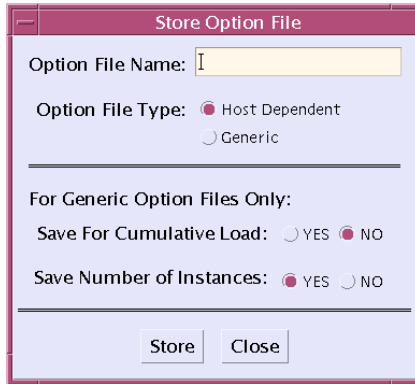 Store Option File
Option File Name:
Option File Type: Host Dependent
Generic
For Generic Option Files Only:
Save For Cumulative Load: YES NO
Save Number of Instances: YES NO
Store Close